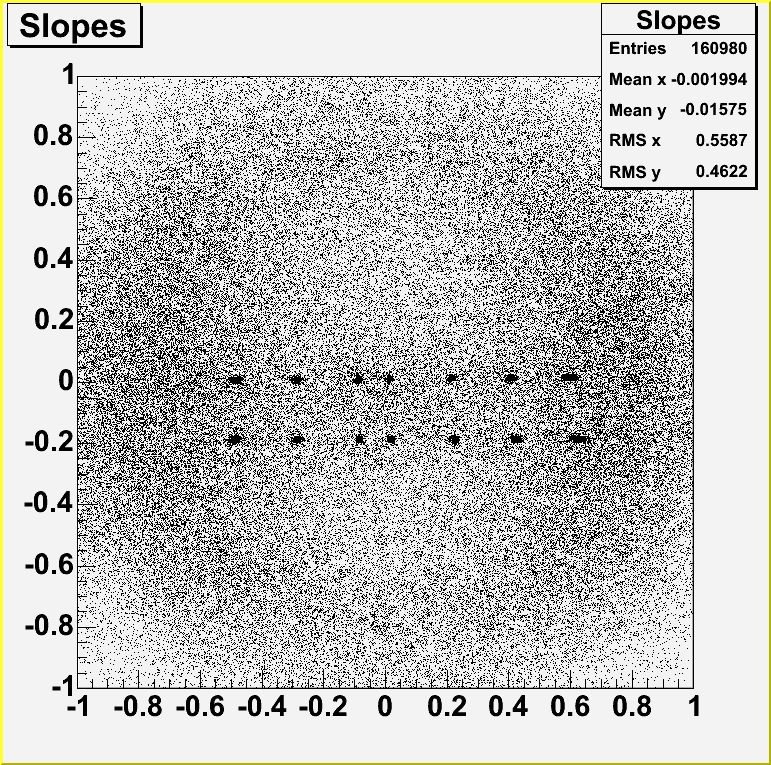 Slopes
Slopes
Entries 160980
Mean x -0.001994
Mean y -0.01575
RMS x 0.5587
RMS y 0.4622
1
0.8
0.6
0.4
0.2
0
-0.2
-0.4
-0.6
-0.8
-1
-1 -0.8 -0.6 -0.4 -0.2 0 0.2 0.4 0.6 0.8 1